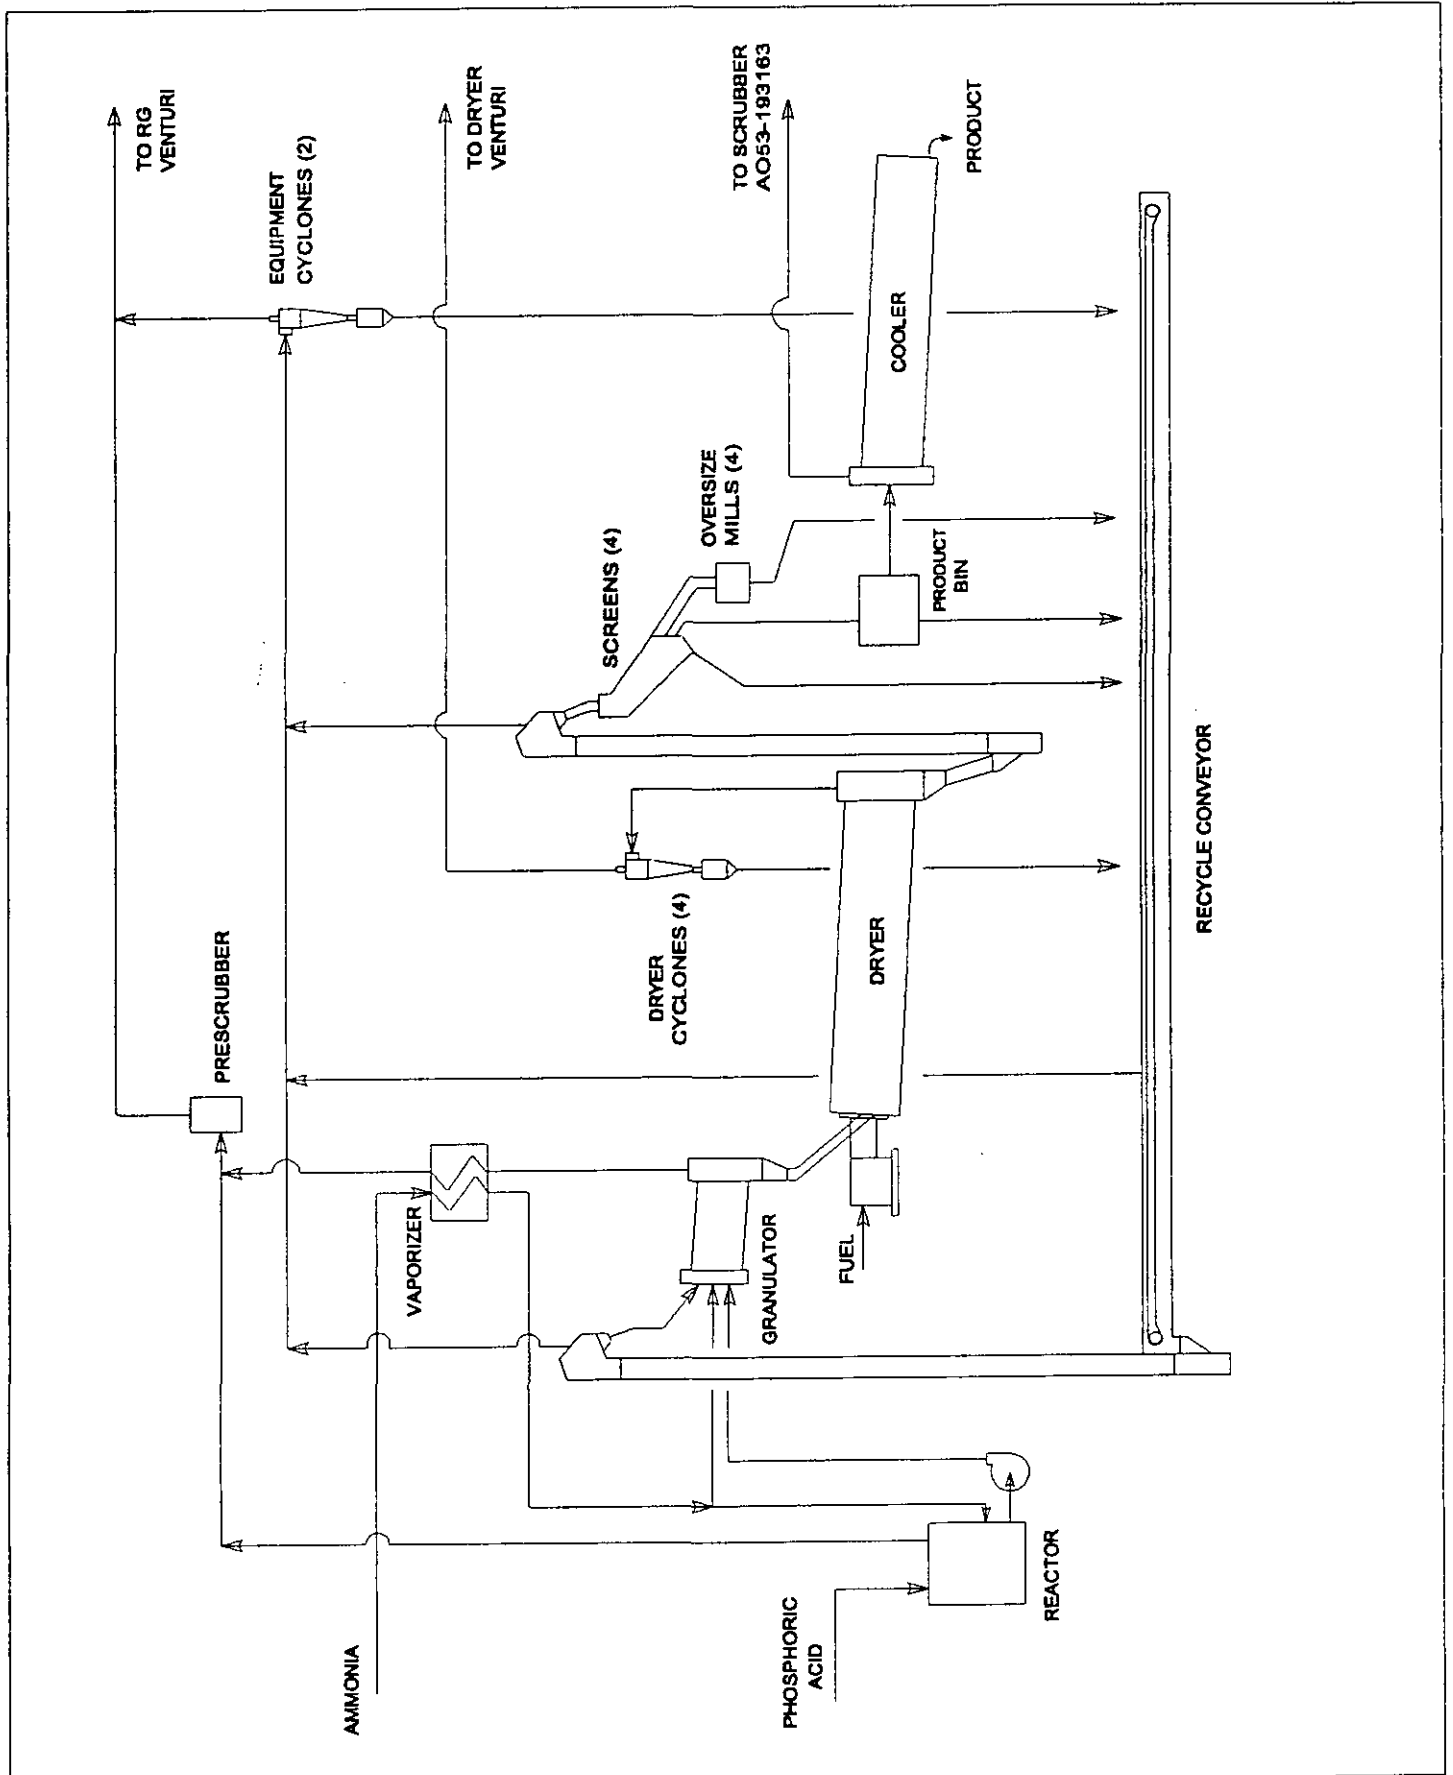 TO RG
VENTURI
EQUIPMENT
CYCLONES (2)
TO DRYER
VENTURI
TO SCRUBBER
AO53-193163
PRODUCT
COOLER
OVERSIZE
MILLS (4)
SCREENS (4)
PRODUCT
BIN
PRESCRUBBER
DRYER
CYCLONES (4)
DRYER
RECYCLE CONVEYOR
VAPORIZER
GRANULATOR
FUEL
AMMONIA
PHOSPHORIC
ACID
REACTOR